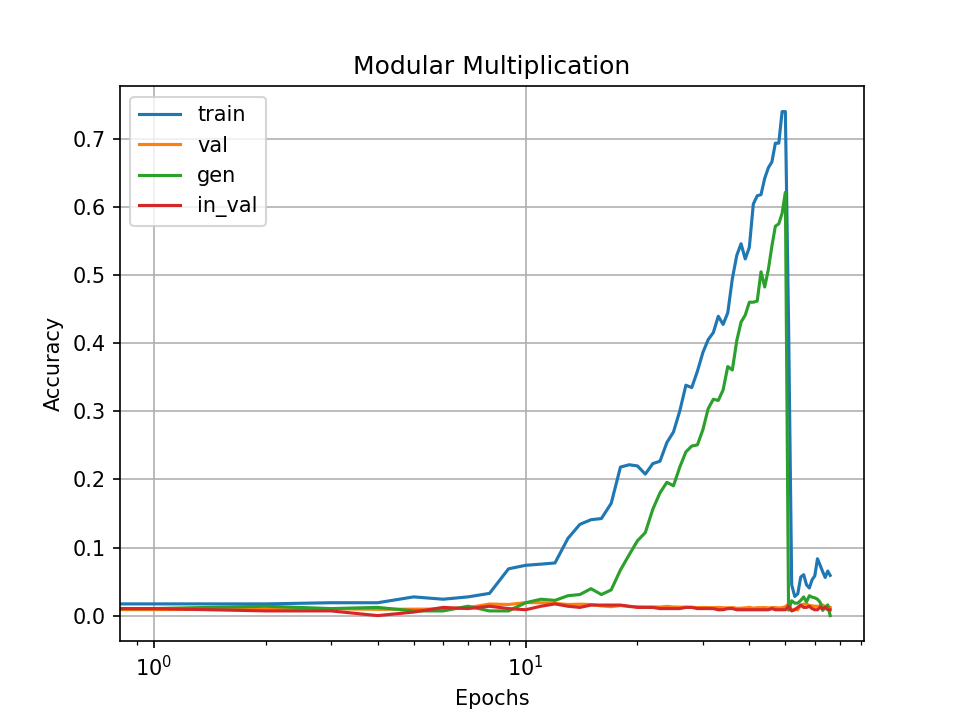 Modular Multiplication
train
val
gen
in_val
0.7
0.6
0.5
0.4
0.3
0.2
0.1
0.0
Accuracy
10⁰
10¹
Epochs